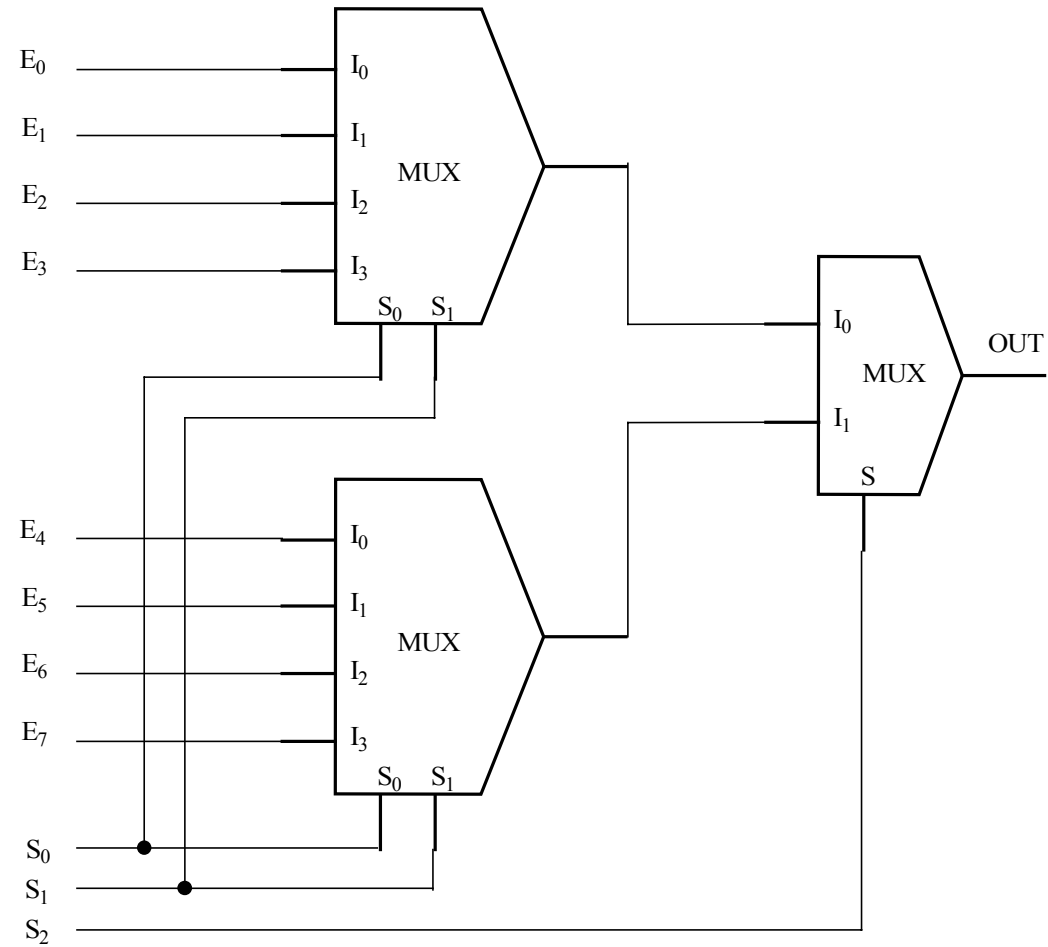 E₀
I₀
E₁
I₁
MUX
E₂
I₂
E₃
I₃
S₀ S₁
I₀
OUT
MUX
I₁
S
E₄
I₀
E₅
I₁
MUX
E₆
I₂
E₇
I₃
S₀ S₁
S₀
S₁
S₂